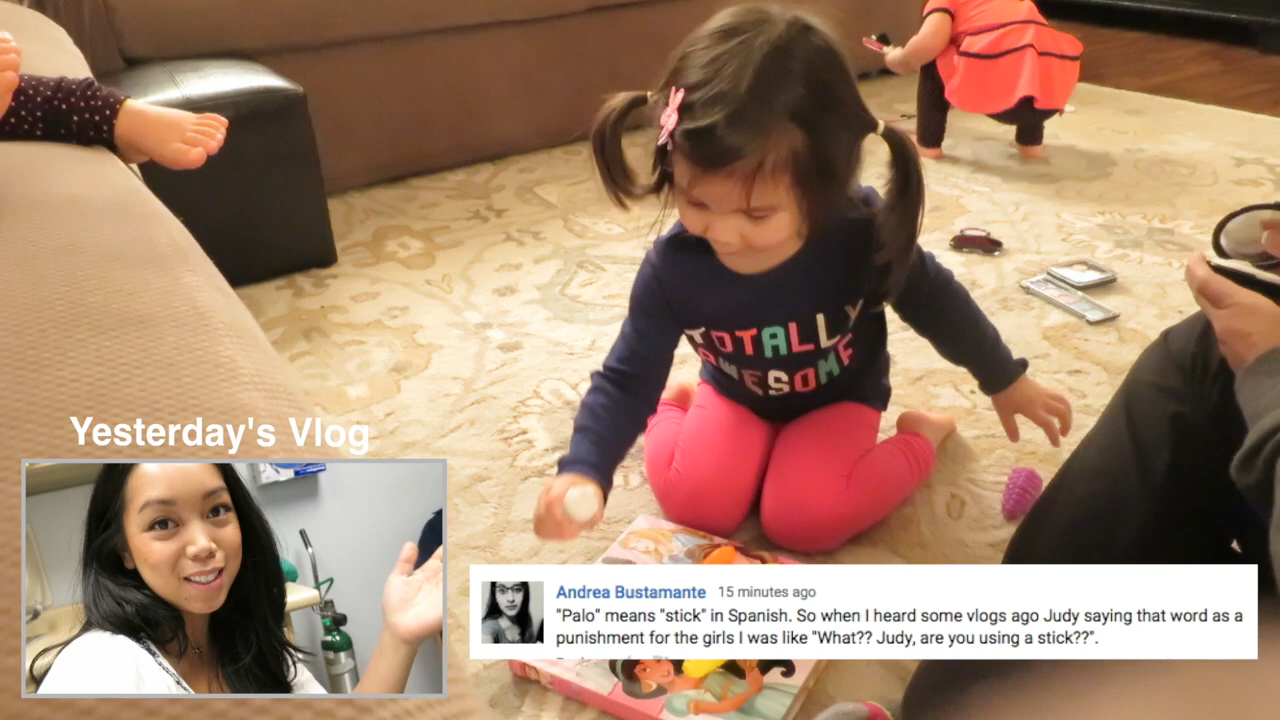 TOTALLY
AWESOME
Yesterday's Vlog
Andrea Bustamante 15 minutes ago
"Palo" means "stick" in Spanish. So when I heard some vlogs ago Judy saying that word as a
punishment for the girls I was like "What?? Judy, are you using a stick??".